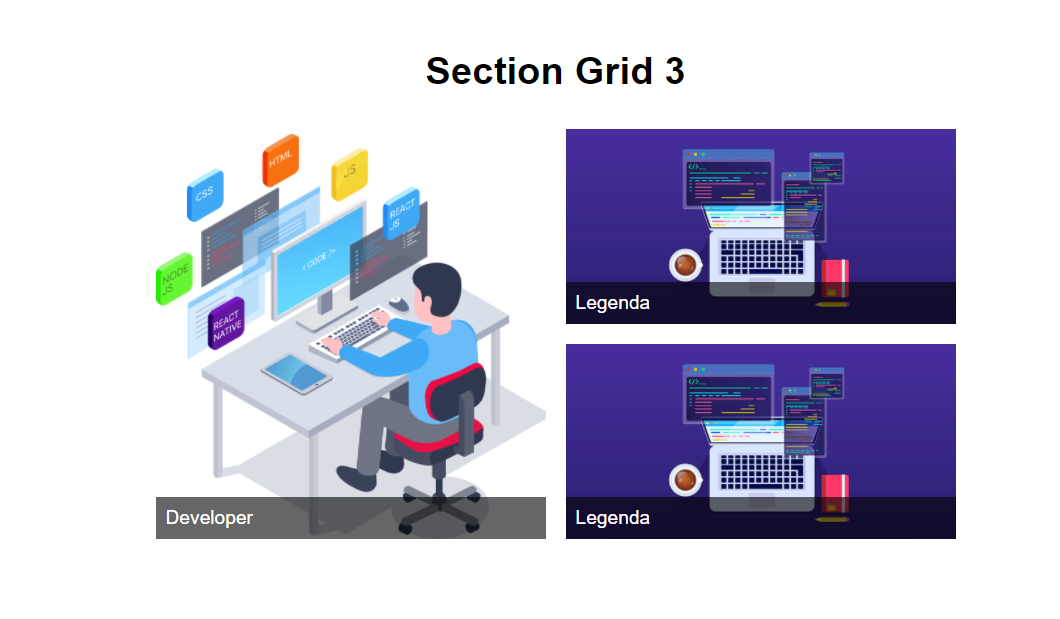 Section Grid 3
HTML
JS
CSS
REACT
JS
< CODE />
NODE
JS
REACT
NATIVE
Developer
</>...
Legenda
</>...
Legenda